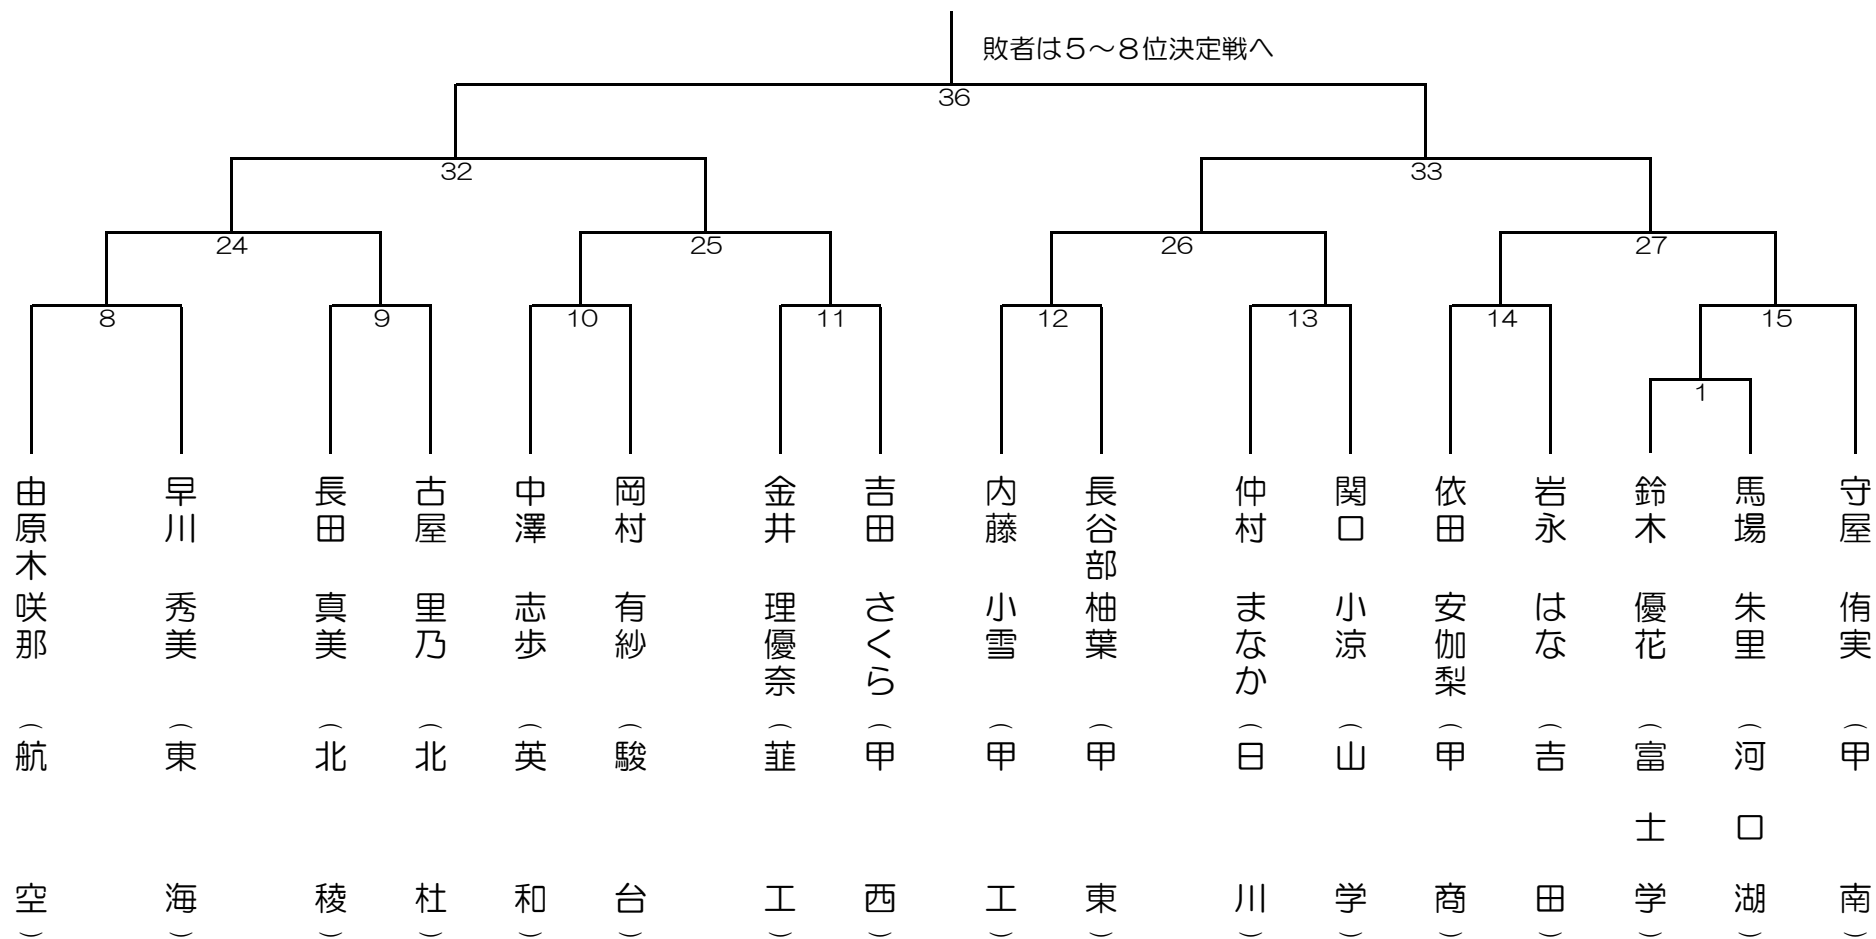 敗者は５～８位決定戦へ
36
32
33
24
25
26
27
8
9
10
11
12
13
14
15
1
由原木 咲那 （航空）
早川 秀美 （東海）
長田 真美 （北稜）
古屋 里乃 （北杜）
中澤 志歩 （英和）
岡村 有紗 （駿台）
金井 理優奈 （韮工）
吉田 さくら （甲西）
内藤 小雪 （甲工）
長谷部 柚葉 （甲東）
仲村 まなか （日川）
関口 小涼 （山学）
依田 安伽梨 （甲商）
岩永 はな （吉田）
鈴木 優花 （富士学）
馬場 朱里 （河口湖）
守屋 侑実 （甲南）